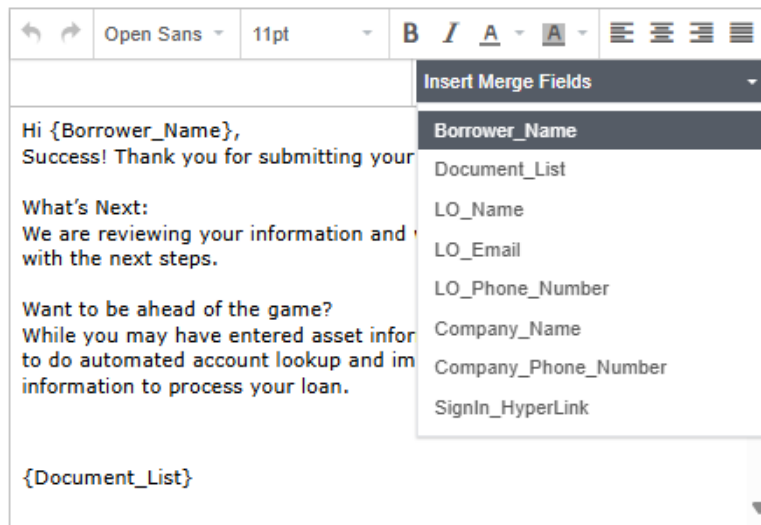 Open Sans 11pt B I A A
Insert Merge Fields
Hi {Borrower_Name},
Success! Thank you for submitting your
What's Next:
We are reviewing your information and
with the next steps.
Want to be ahead of the game?
While you may have entered asset
to do automated account lookup and
information to process your loan.
{Document_List}
Borrower_Name
Document_List
LO_Name
LO_Email
LO_Phone_Number
Company_Name
Company_Phone_Number
SignIn_HyperLink